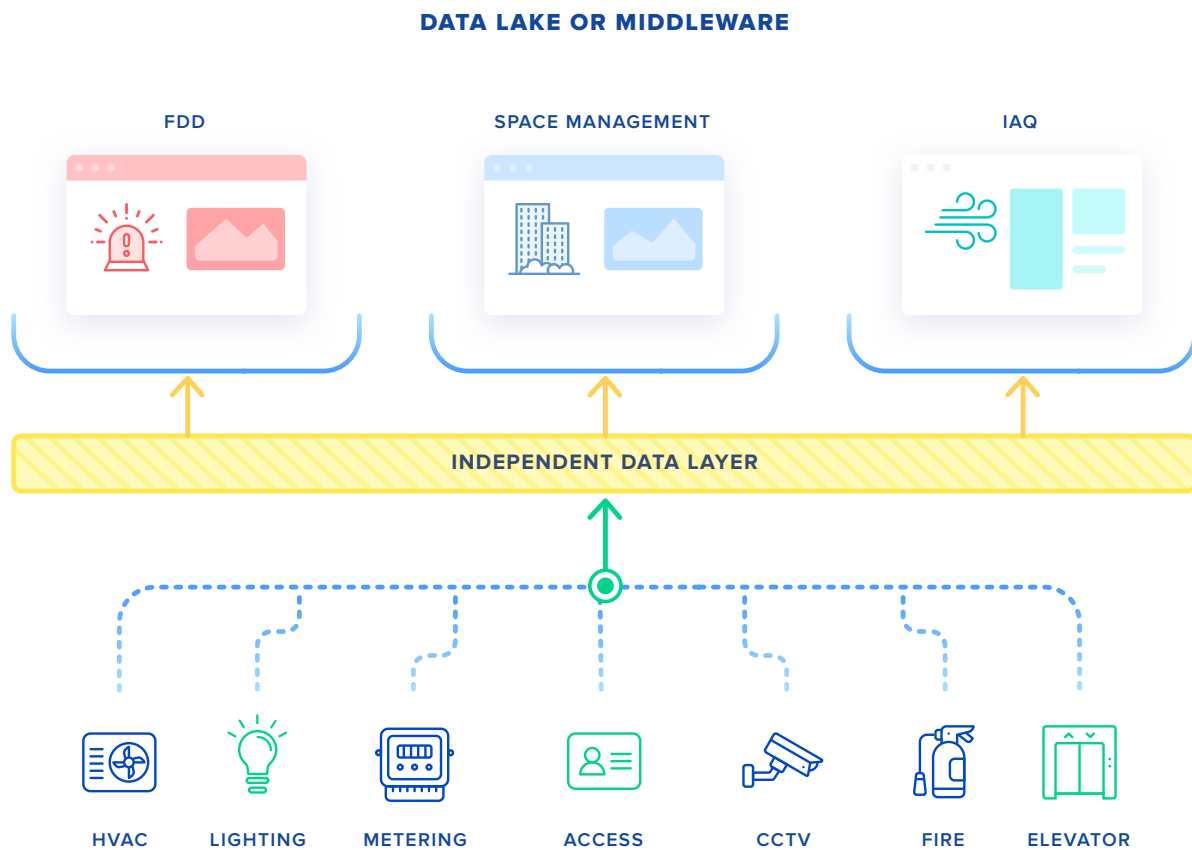 DATA LAKE OR MIDDLEWARE
FDD
SPACE MANAGEMENT
IAQ
INDEPENDENT DATA LAYER
HVAC
LIGHTING
METERING
ACCESS
CCTV
FIRE
ELEVATOR